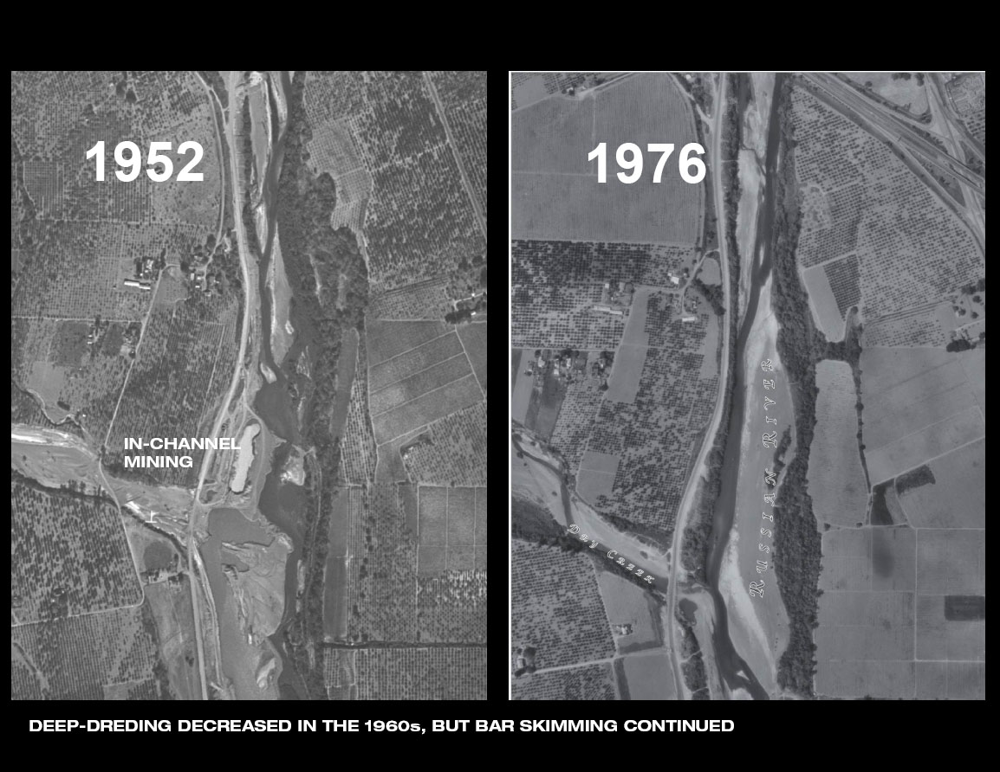 1952
1976
IN-CHANNEL
MINING
RUSSIAN RIVER
DRY CREEK
DEEP-DREDING DECREASED IN THE 1960s, BUT BAR SKIMMING CONTINUED